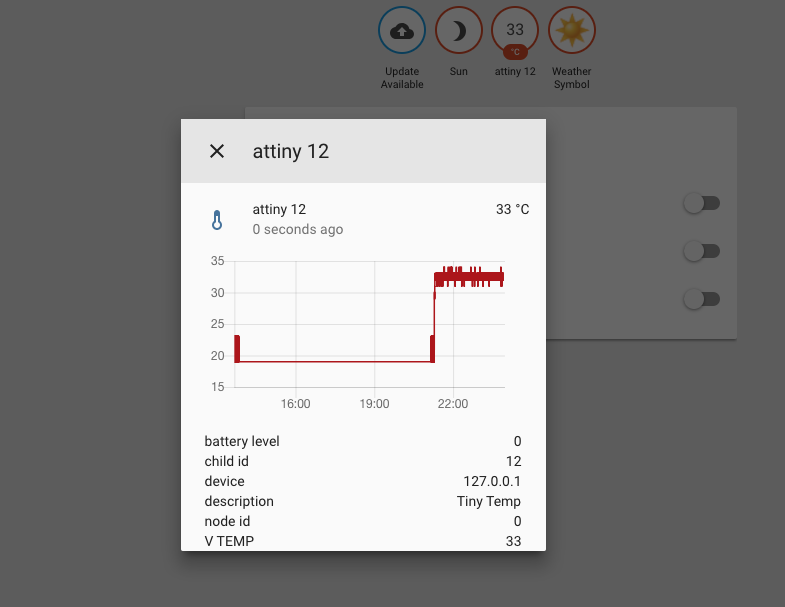 33
°C
Update Available
Sun
attiny 12
Weather Symbol
attiny 12
attiny 12
33 °C
0 seconds ago
35
30
25
20
15
16:00
19:00
22:00
battery level 0
child id 12
device 127.0.0.1
description Tiny Temp
node id 0
V TEMP 33